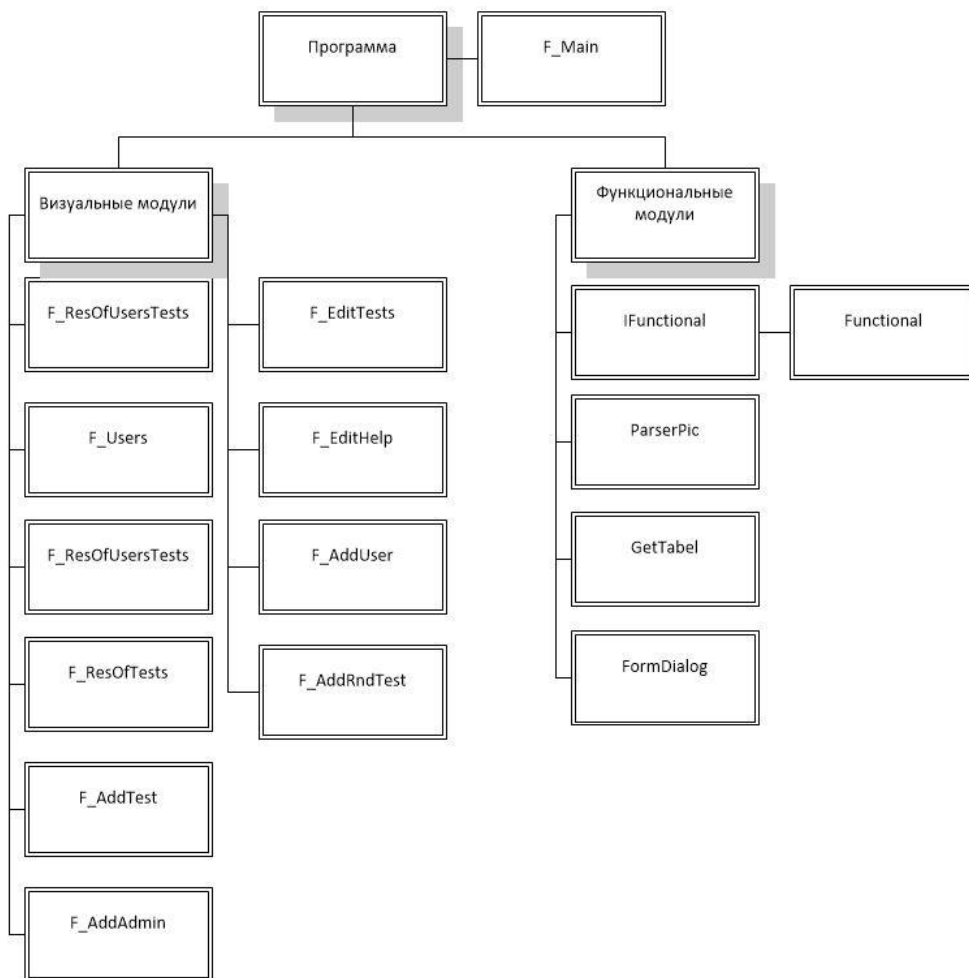 Программа
F_Main
Визуальные модули
Функциональные
модули
F_ResOfUsersTests
F_EditTests
IFunctional
Functional
F_Users
F_EditHelp
ParserPic
F_ResOfUsersTests
F_AddUser
GetTabel
F_ResOfTests
F_AddRndTest
FormDialog
F_AddTest
F_AddAdmin